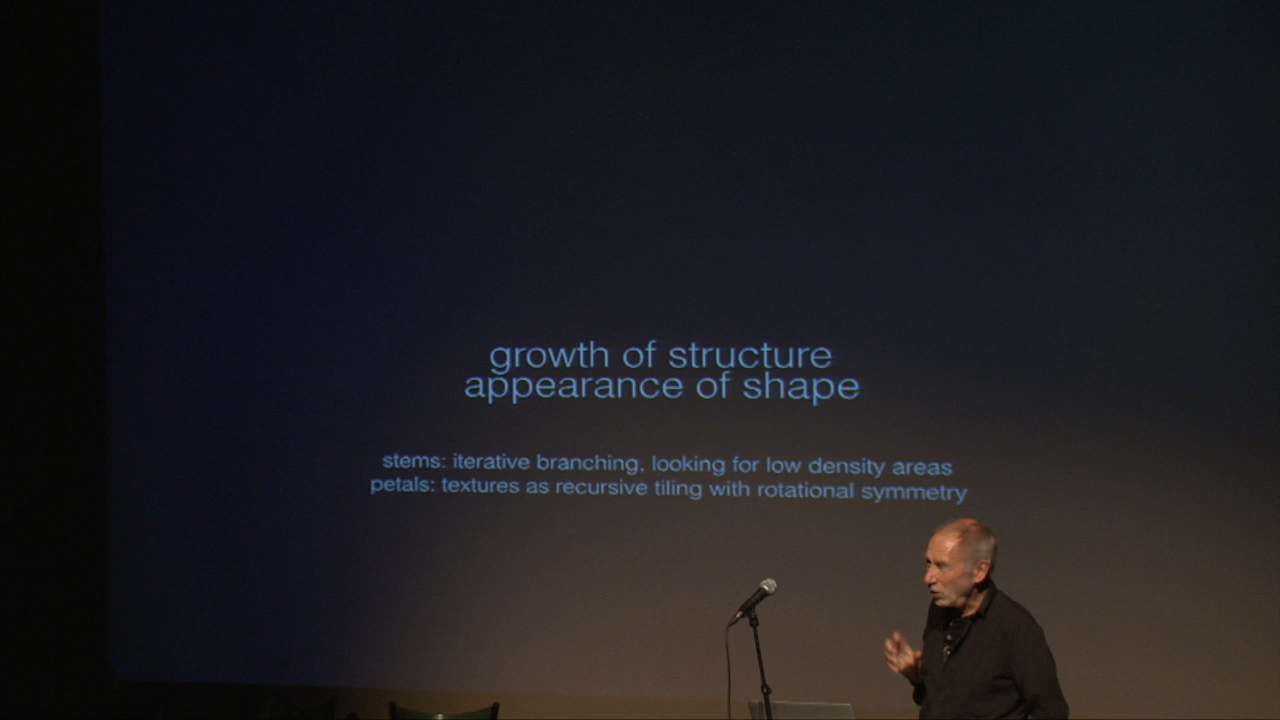 growth of structure
appearance of shape
stems: iterative branching, looking for low density areas
petals: textures as recursive tiling with rotational symmetry